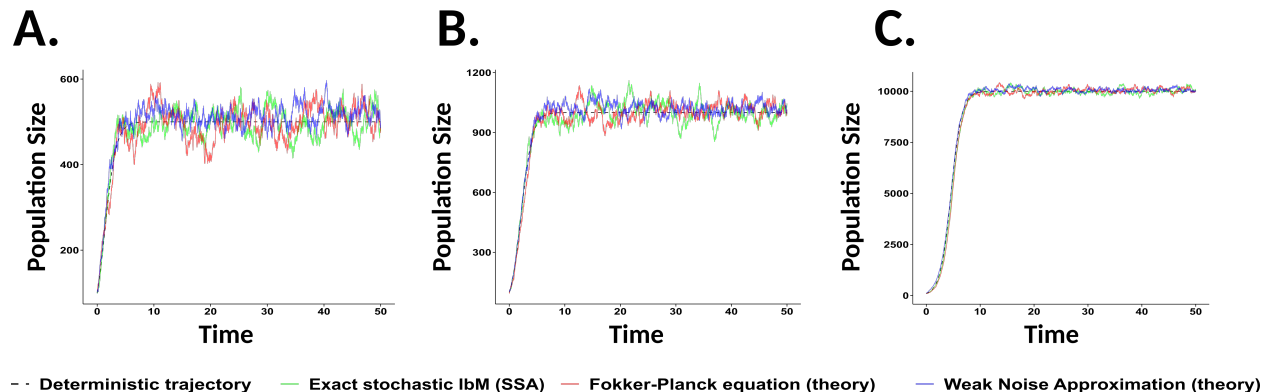 A.
B.
C.
Population Size
600
400
200
0
10
20
30
40
50
Time
Population Size
1200
900
600
300
0
10
20
30
40
50
Time
Population Size
10000
7500
5000
2500
0
0
10
20
30
40
50
Time
Deterministic trajectory
Exact stochastic IbM (SSA)
Fokker-Planck equation (theory)
Weak Noise Approximation (theory)